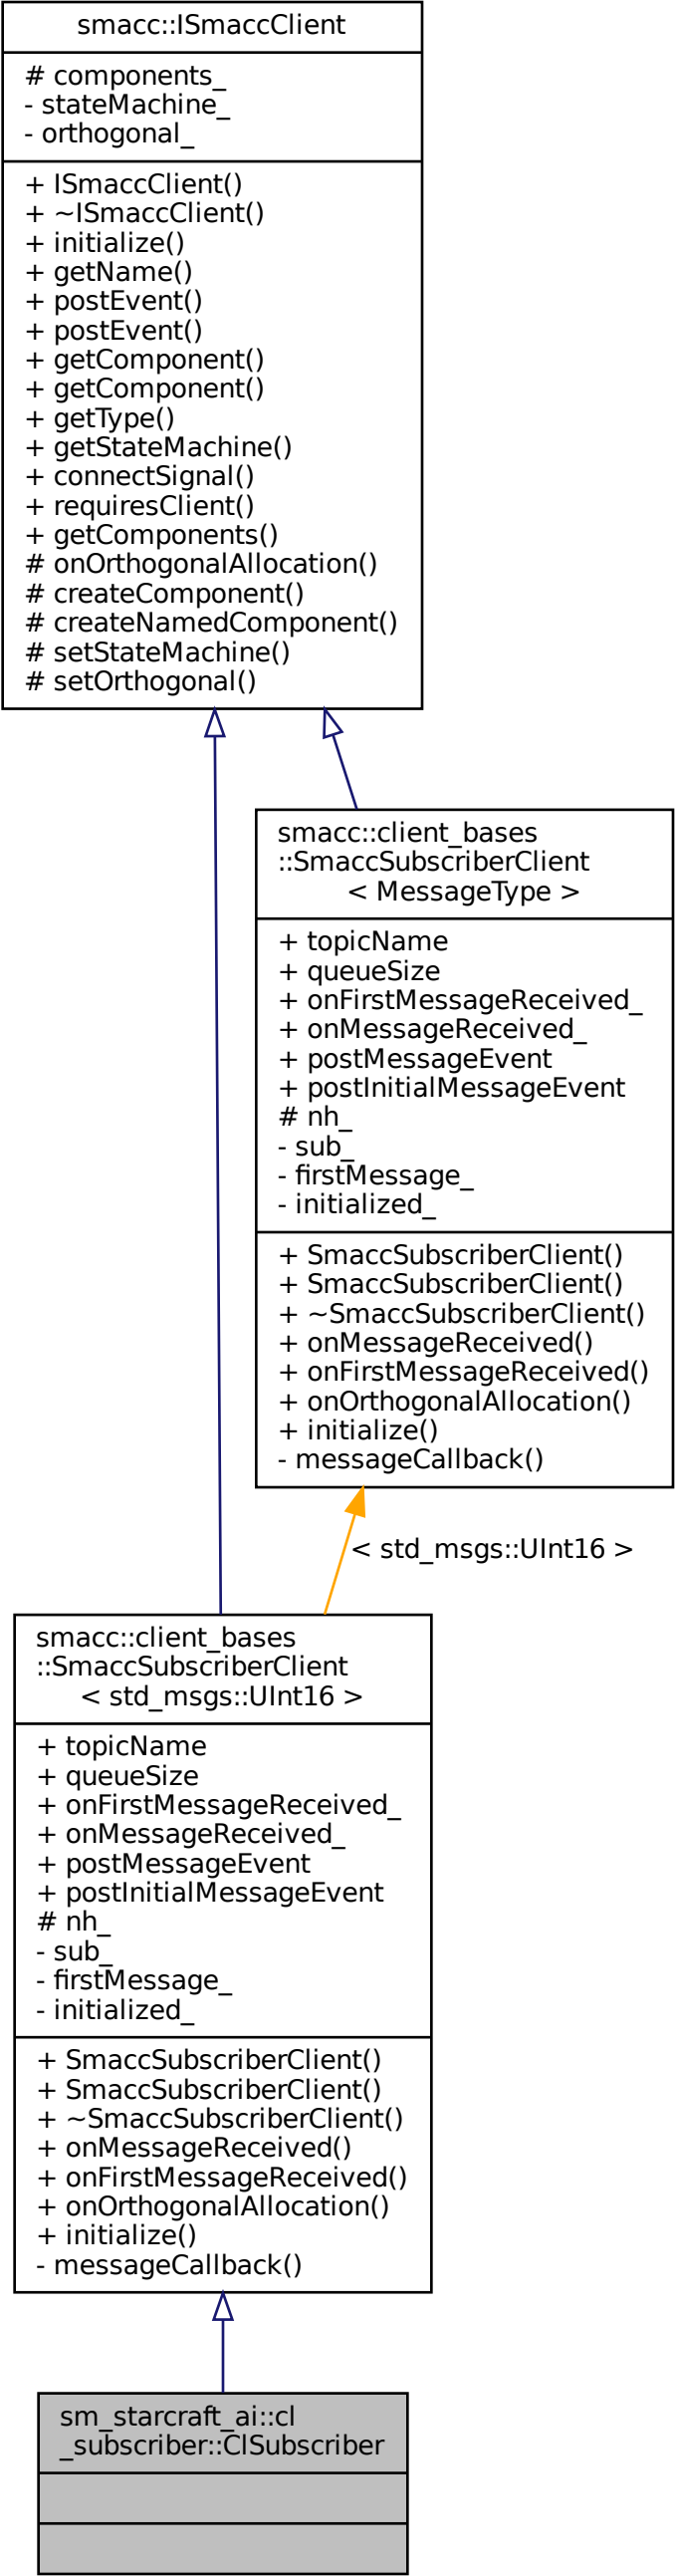 smacc::ISmaccClient
# components_
- stateMachine_
- orthogonal_
+ ISmaccClient()
+ ~ISmaccClient()
+ initialize()
+ getName()
+ postEvent()
+ postEvent()
+ getComponent()
+ getComponent()
+ getType()
+ getStateMachine()
+ connectSignal()
+ requiresClient()
+ getComponents()
# onOrthogonalAllocation()
# createComponent()
# createNamedComponent()
# setStateMachine()
# setOrthogonal()
smacc::client_bases
::SmaccSubscriberClient
< MessageType >
+ topicName
+ queueSize
+ onFirstMessageReceived_
+ onMessageReceived_
+ postMessageEvent
+ postInitialMessageEvent
# nh_
- sub_
- firstMessage_
- initialized_
+ SmaccSubscriberClient()
+ SmaccSubscriberClient()
+ ~SmaccSubscriberClient()
+ onMessageReceived()
+ onFirstMessageReceived()
+ onOrthogonalAllocation()
+ initialize()
- messageCallback()
< std_msgs::UInt16 >
smacc::client_bases
::SmaccSubscriberClient
< std_msgs::UInt16 >
+ topicName
+ queueSize
+ onFirstMessageReceived_
+ onMessageReceived_
+ postMessageEvent
+ postInitialMessageEvent
# nh_
- sub_
- firstMessage_
- initialized_
+ SmaccSubscriberClient()
+ SmaccSubscriberClient()
+ ~SmaccSubscriberClient()
+ onMessageReceived()
+ onFirstMessageReceived()
+ onOrthogonalAllocation()
+ initialize()
- messageCallback()
sm_starcraft_ai::cl
_subscriber::ClSubscriber